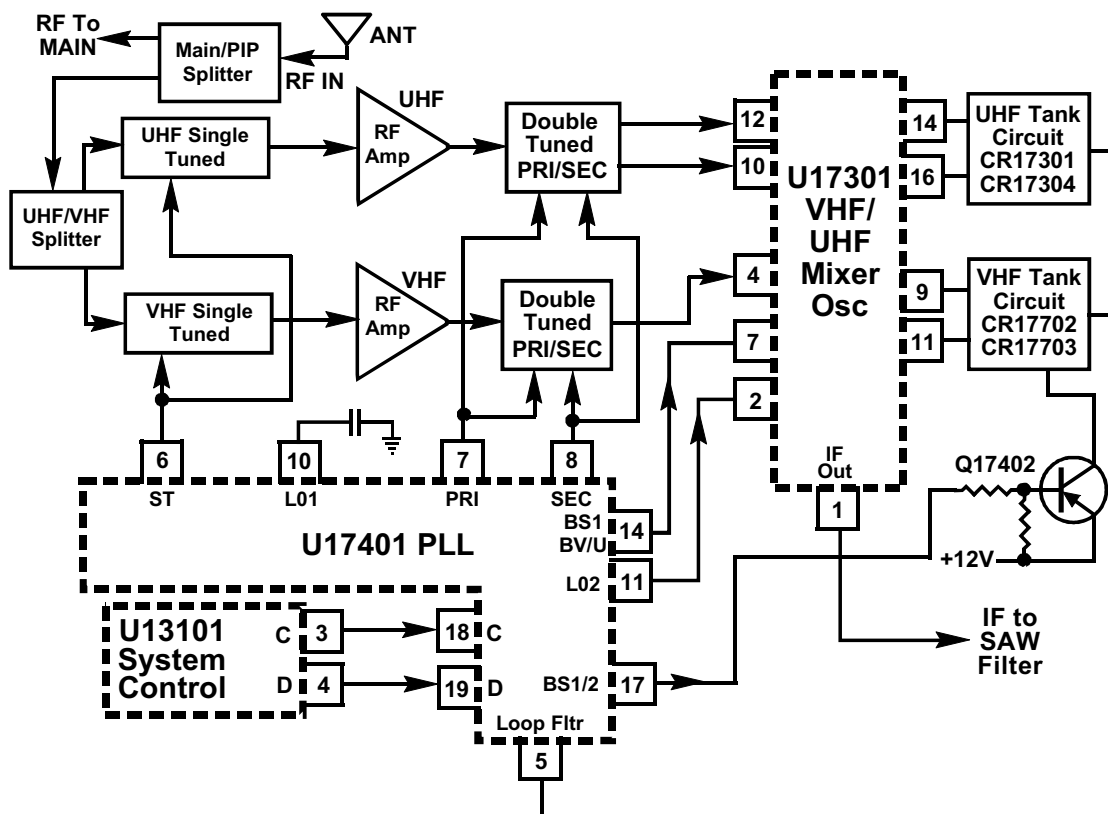 RF To
MAIN
Main/PIP
Splitter
ANT
RF IN
UHF Single
Tuned
UHF
RF
Amp
Double
Tuned
PRI/SEC
12
10
U17301
VHF/
UHF
Mixer
Osc
14
16
UHF Tank
Circuit
CR17301
CR17304
UHF/VHF
Splitter
VHF Single
Tuned
VHF
RF
Amp
Double
Tuned
PRI/SEC
4
7
2
9
11
VHF Tank
Circuit
CR17702
CR17703
IF
Out
1
6
ST
10
L01
7
PRI
8
SEC
U17401 PLL
BS1
BV/U
14
L02
11
Q17402
+12V
IF to
SAW
Filter
U13101
System
Control
C
3
D
4
18
C
19
D
BS1/2
17
Loop Fltr
5